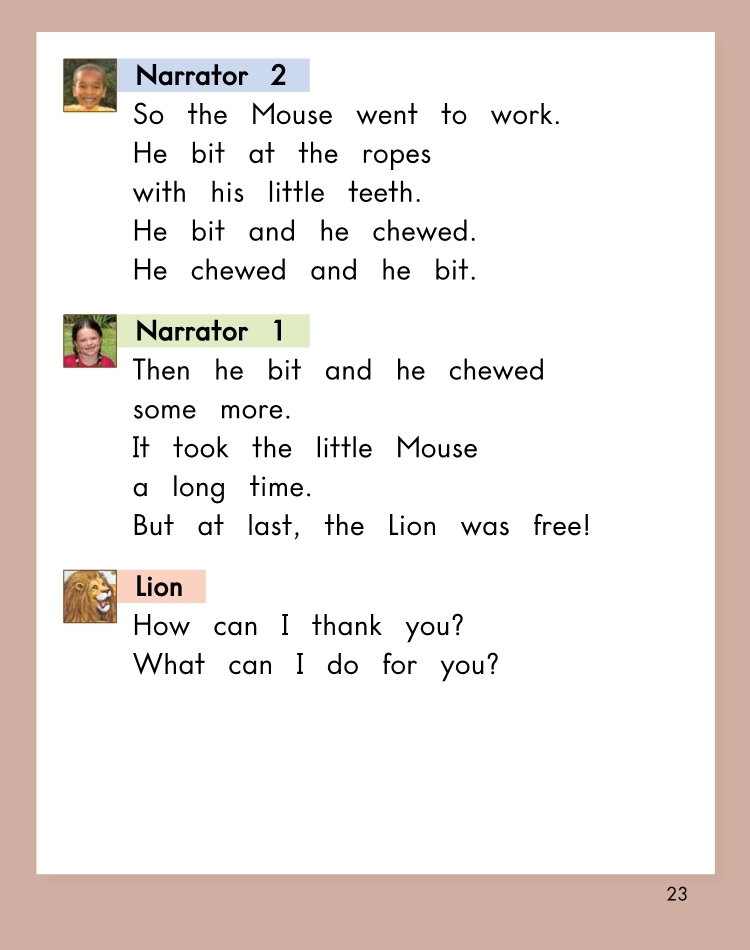 Narrator 2
So the Mouse went to work.
He bit at the ropes
with his little teeth.
He bit and he chewed.
He chewed and he bit.
Narrator 1
Then he bit and he chewed
some more.
It took the little Mouse
a long time.
But at last, the Lion was free!
Lion
How can I thank you?
What can I do for you?
23